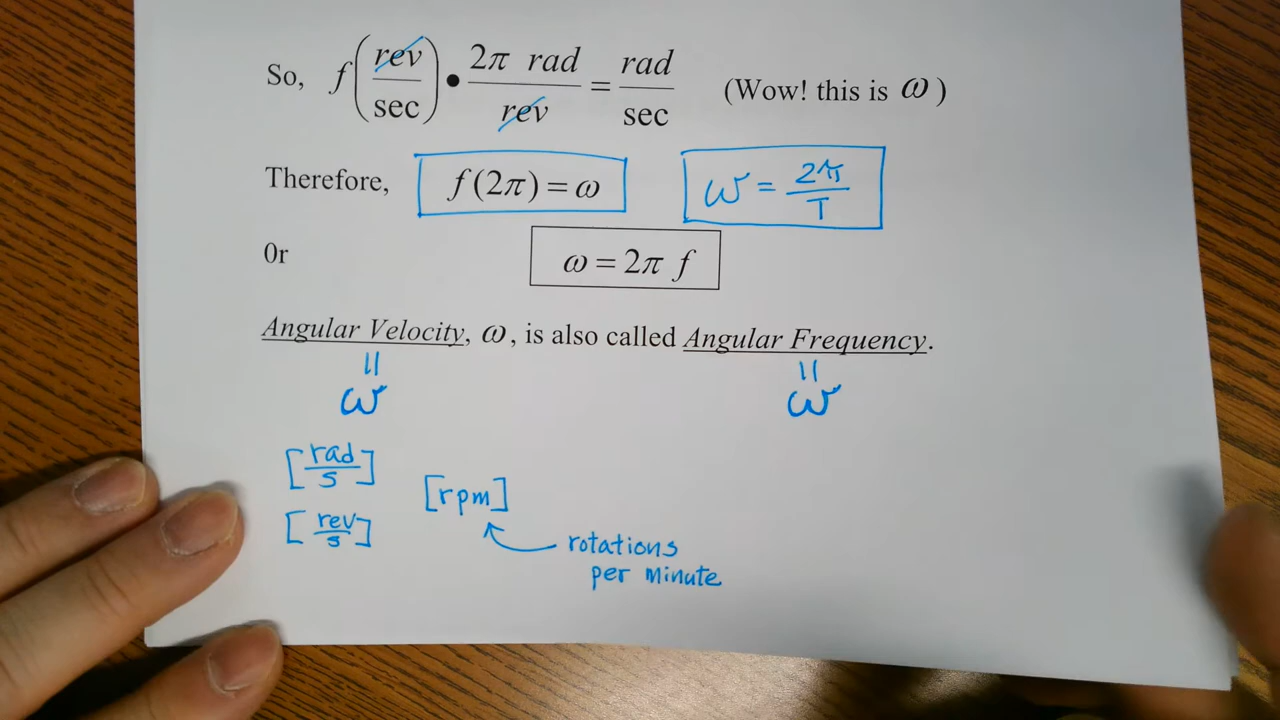 So, f(rev/sec) • 2π rad/rev = rad/sec (Wow! this is ω)
Therefore, f(2π) = ω ω = 2π/T
0r ω = 2π f
Angular Velocity, ω, is also called Angular Frequency.
= ω = ω
[rad/s]
[rpm]
[rev/s]
rotations
per minute